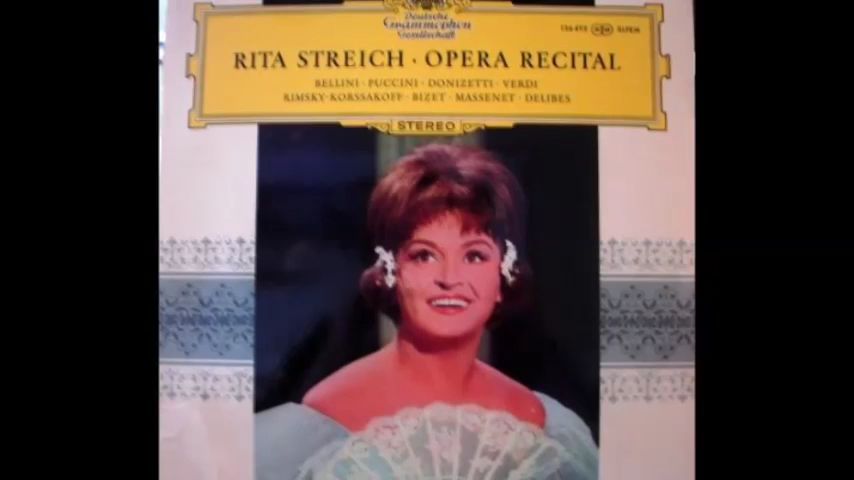 Deutsche
Grammophon
Gesellschaft
RITA STREICH · OPERA RECITAL
BELLINI · PUCCINI · DONIZETTI · VERDI
RIMSKY-KORSSAKOFF · BIZET · MASSENET · DELIBES
STEREO